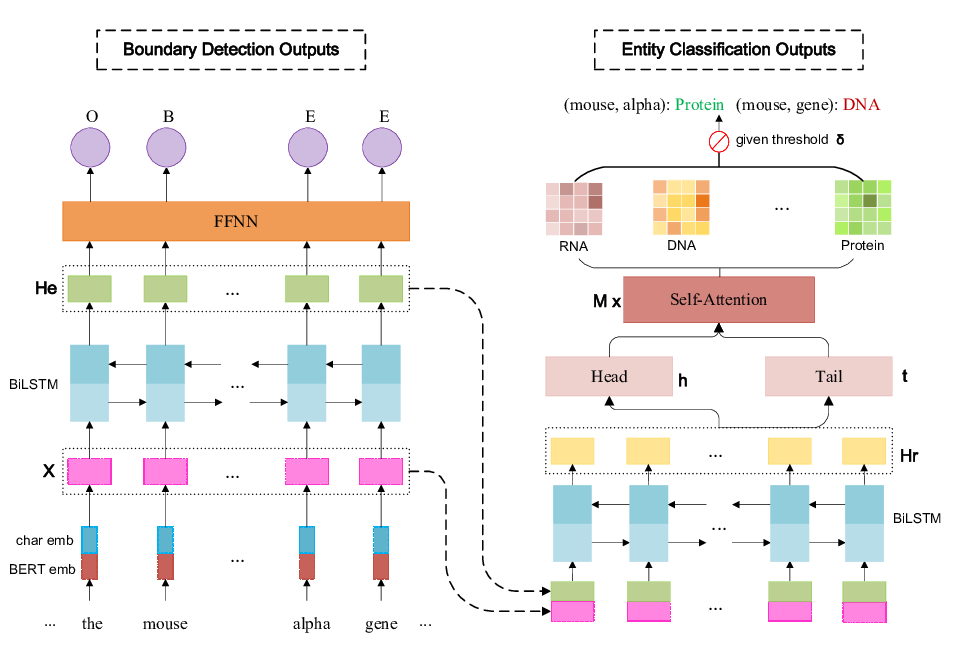 Boundary Detection Outputs
O B E E
FFNN
He ...
BiLSTM
...
X ...
char emb
BERT emb
...
... the mouse alpha gene ...
Entity Classification Outputs
(mouse, alpha): Protein (mouse, gene): DNA
given threshold δ
...
RNA DNA Protein
M x Self-Attention
Head h Tail t
... Hr
BiLSTM
...
...